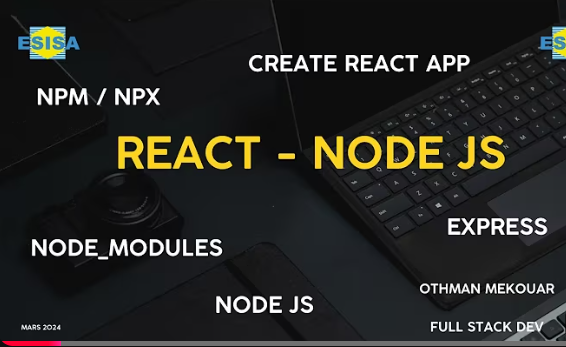 ESISA
ES
CREATE REACT APP
NPM / NPX
REACT - NODE JS
EXPRESS
NODE_MODULES
OTHMAN MEKOUAR
NODE JS
MARS 2024
FULL STACK DEV